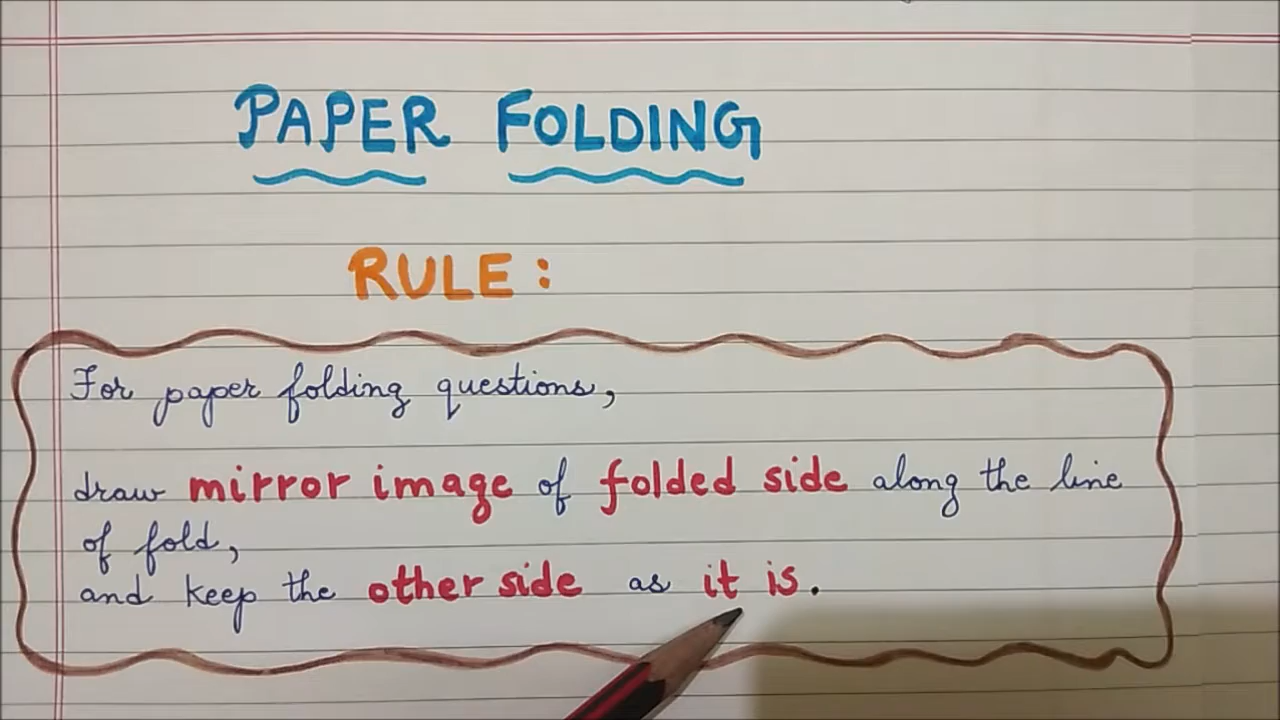 PAPER FOLDING
RULE:
For paper folding questions,
draw mirror image of folded side along the line
of fold,
and keep the other side as it is.